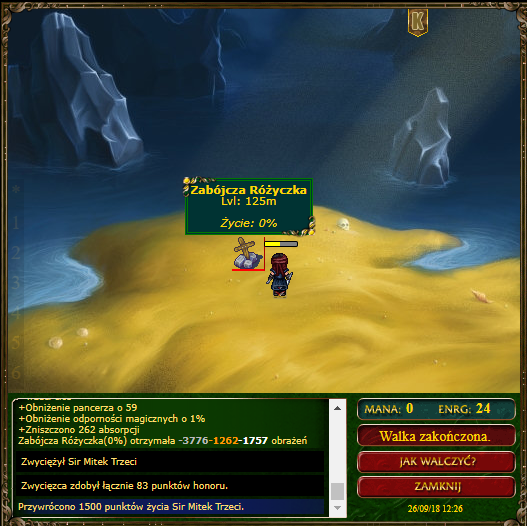 K
Zabójcza Różyczka
Lvl: 125m
Życie: 0%
+Obniżenie pancerza o 59
+Obniżenie odporności magicznych o 1%
+Zniszczono 262 absorpcji
Zabójcza Różyczka(0%) otrzymała -3776-1262-1757 obrażeń
Zwyciężył Sir Mitek Trzeci
Zwycięzca zdobył łącznie 83 punktów honoru.
Przywrócono 1500 punktów życia Sir Mitek Trzeci.
MANA: 0 ENRG: 24
Walka zakończona.
JAK WALCZYĆ?
ZAMKNIJ
26/09/18 12:26